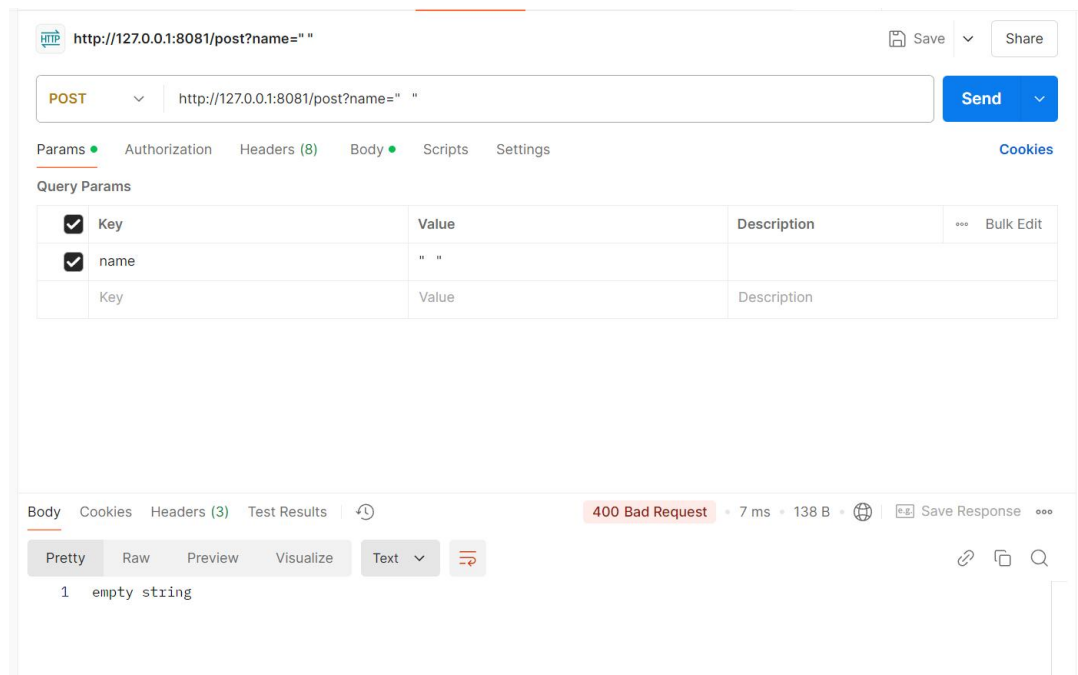 HTTP http://127.0.0.1:8081/post?name=" " Save Share
POST http://127.0.0.1:8081/post?name="  " Send
Params Authorization Headers (8) Body Scripts Settings Cookies
Query Params
Key Value Description Bulk Edit
name "  "
Key Value Description
Body Cookies Headers (3) Test Results 400 Bad Request 7 ms 138 B e.g. Save Response
Pretty Raw Preview Visualize Text
1 empty string